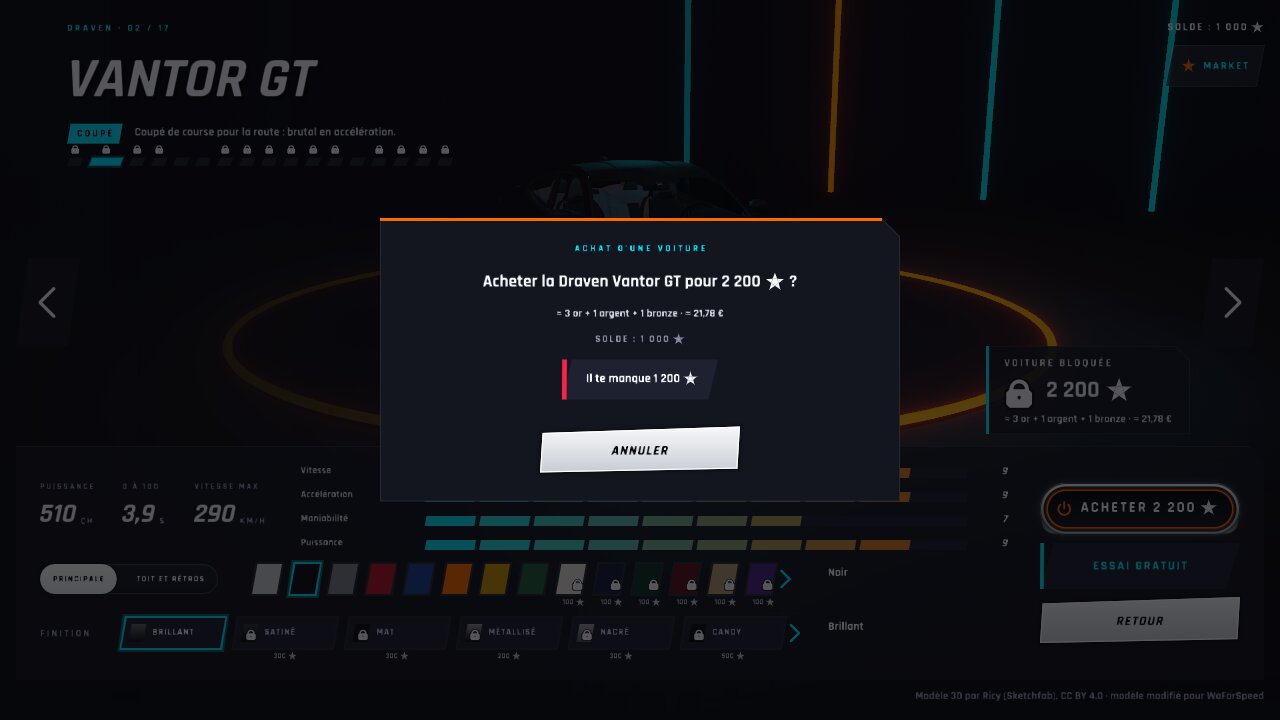 DRAVEN · 02 / 17
SOLDE : 1 000 ★
VANTOR GT
★ MARKET
COUPÉ
Coupé de course pour la route : brutal en accélération.
ACHAT D'UNE VOITURE
Acheter la Draven Vantor GT pour 2 200 ★ ?
≈ 3 or + 1 argent + 1 bronze · ≈ 21,78 €
SOLDE : 1 000 ★
Il te manque 1 200 ★
ANNULER
VOITURE BLOQUÉE
2 200 ★
≈ 3 or + 1 argent + 1 bronze · ≈ 21,78 €
PUISSANCE
510 CH
0 À 100
3,9 S
VITESSE MAX
290 KM/H
Vitesse 9
Accélération 9
Maniabilité 7
Puissance 9
ACHETER 2 200 ★
ESSAI GRATUIT
RETOUR
PRINCIPALE
TOIT ET RÉTROS
100 ★ 100 ★ 100 ★ 100 ★ 100 ★ 100 ★
Noir
FINITION
BRILLANT
SATINÉ
MAT
MÉTALLISÉ
NACRÉ
CANDY
300 ★ 300 ★ 200 ★ 300 ★ 500 ★
Brillant
Modèle 3D par Ricy (Sketchfab), CC BY 4.0 · modèle modifié pour WaForSpeed